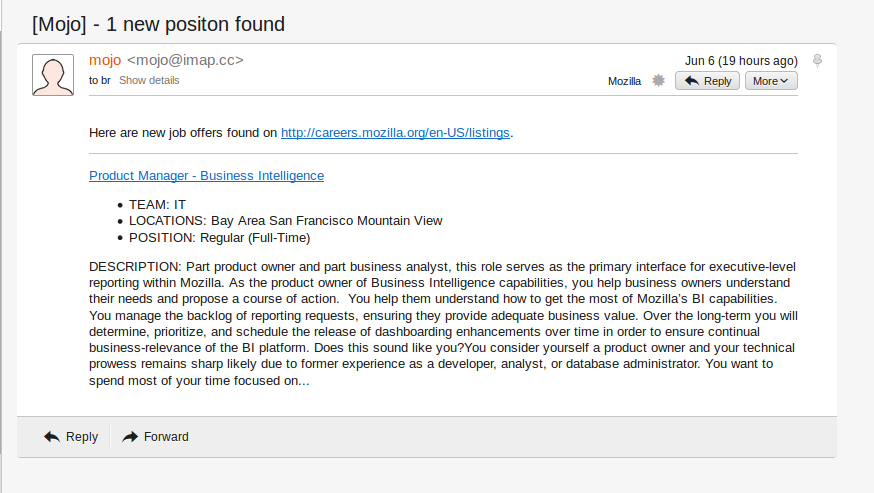 [Mojo] - 1 new positon found
mojo <mojo@imap.cc>
Jun 6 (19 hours ago)
to br Show details
Mozilla Reply More
Here are new job offers found on http://careers.mozilla.org/en-US/listings.
Product Manager - Business Intelligence
• TEAM: IT
• LOCATIONS: Bay Area San Francisco Mountain View
• POSITION: Regular (Full-Time)
DESCRIPTION: Part product owner and part business analyst, this role serves as the primary interface for executive-level
reporting within Mozilla. As the product owner of Business Intelligence capabilities, you help business owners understand
their needs and propose a course of action.  You help them understand how to get the most of Mozilla's BI capabilities.
You manage the backlog of reporting requests, ensuring they provide adequate business value. Over the long-term you will
determine, prioritize, and schedule the release of dashboarding enhancements over time in order to ensure continual
business-relevance of the BI platform. Does this sound like you?You consider yourself a product owner and your technical
prowess remains sharp likely due to former experience as a developer, analyst, or database administrator. You want to
spend most of your time focused on...
Reply Forward